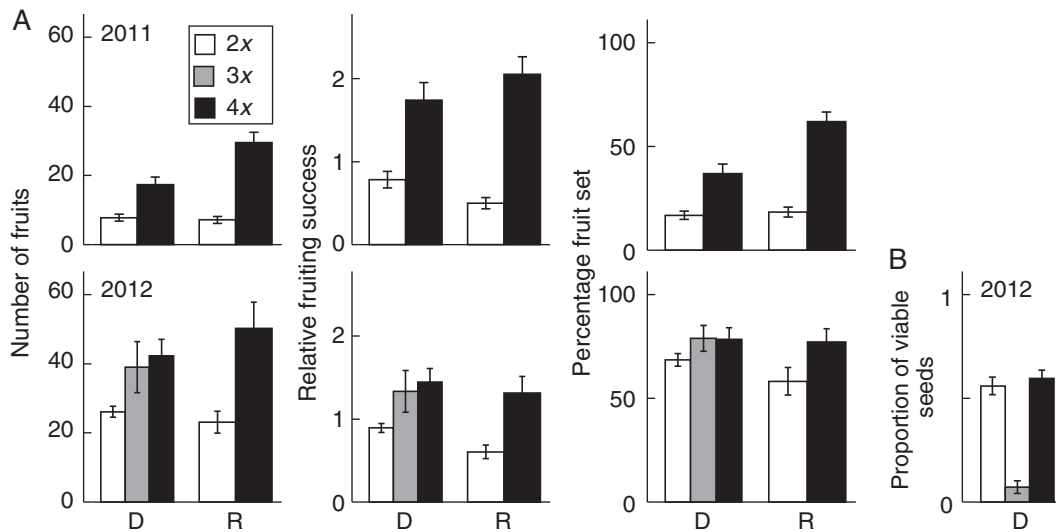 A
2011
2x
3x
4x
Number of fruits
60
40
20
0
Relative fruiting success
2
1
0
Percentage fruit set
100
50
0
2012
60
40
20
0
D R
2
1
0
D R
100
50
0
D R
B
2012
Proportion of viable
seeds
1
0
D